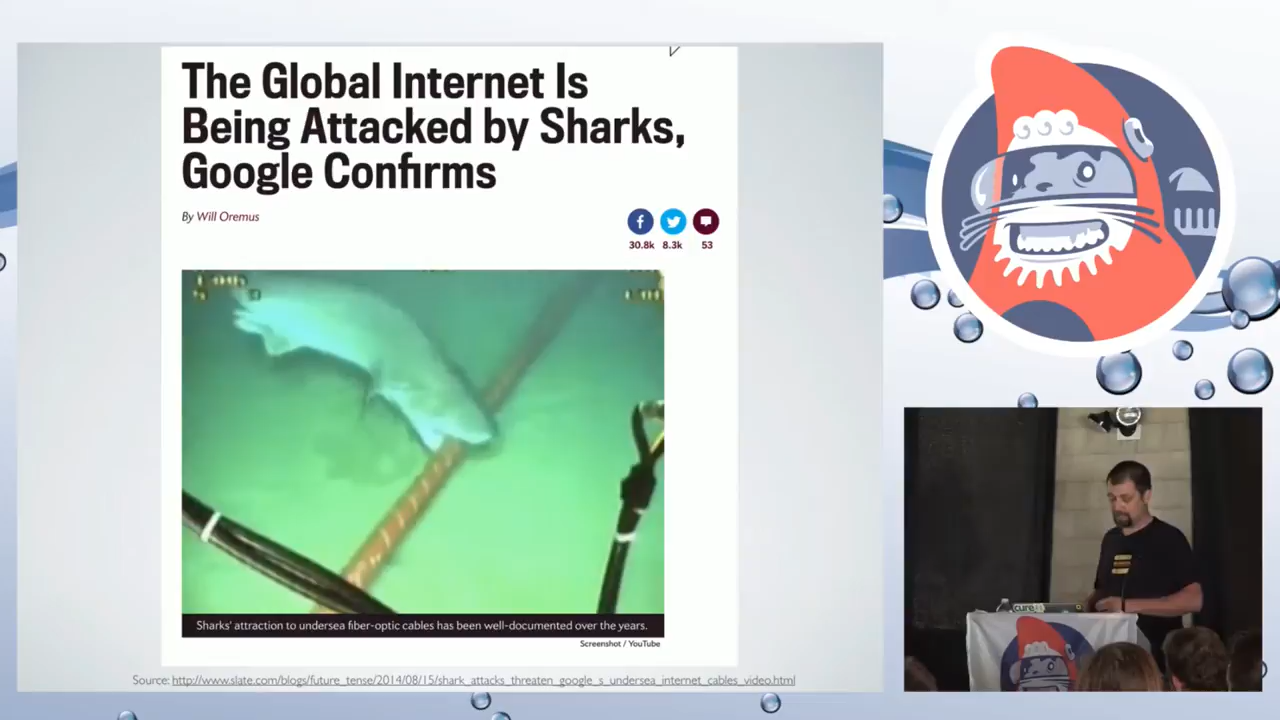 The Global Internet Is
Being Attacked by Sharks,
Google Confirms
By Will Oremus
30.8k 8.3k 53
Sharks' attraction to undersea fiber-optic cables has been well-documented over the years.
Screenshot / YouTube
Source: http://www.slate.com/blogs/future_tense/2014/08/15/shark_attacks_threaten_google_s_undersea_internet_cables_video.html